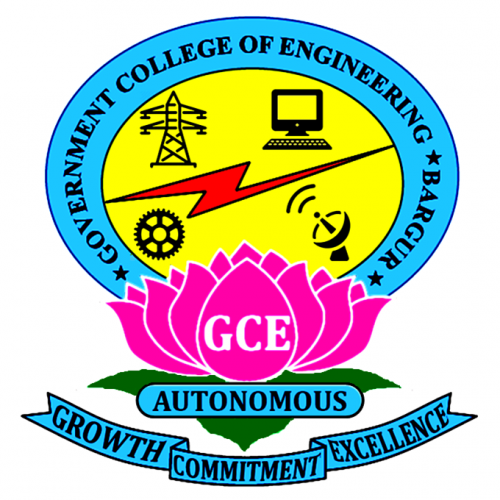 ★ GOVERNMENT COLLEGE OF ENGINEERING ★ BARGUR ★
GCE
AUTONOMOUS
GROWTH COMMITMENT EXCELLENCE